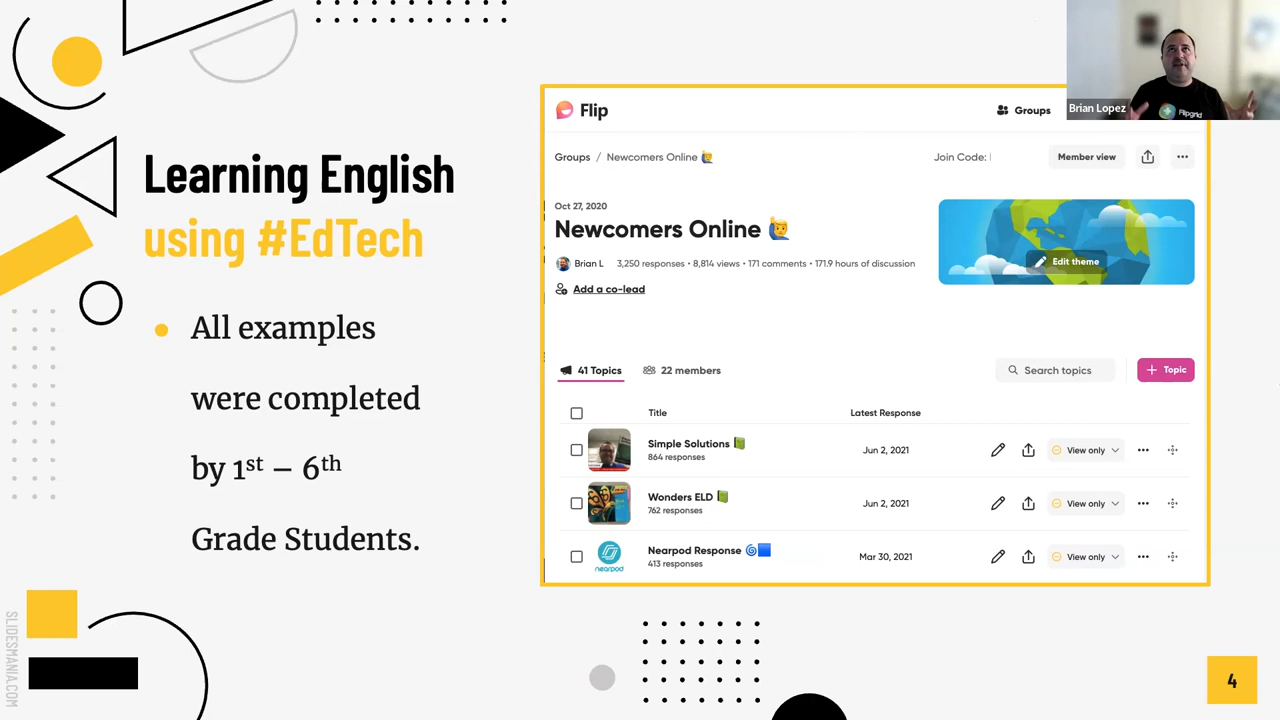 Learning English
using #EdTech
All examples
were completed
by 1st – 6th
Grade Students.
Flip
Groups
Groups / Newcomers Online 🙋‍♂️
Join Code:
Member view
Oct 27, 2020
Newcomers Online 🙋‍♂️
Brian L 3,250 responses • 8,814 views • 171 comments • 171.9 hours of discussion
Add a co-lead
Edit theme
41 Topics 22 members
Search topics
Topic
Title Latest Response
Simple Solutions 📗
864 responses
Jun 2, 2021
View only
Wonders ELD 📗
762 responses
Jun 2, 2021
View only
nearpod
Nearpod Response 🌀🟦
413 responses
Mar 30, 2021
View only
Brian Lopez
Flipgrid
SLIDESMANIA.COM
4